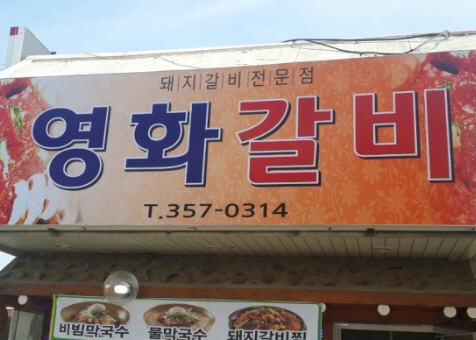 돼지갈비전문점
영화갈비
T.357-0314
비빔막국수 물막국수 돼지갈비찜